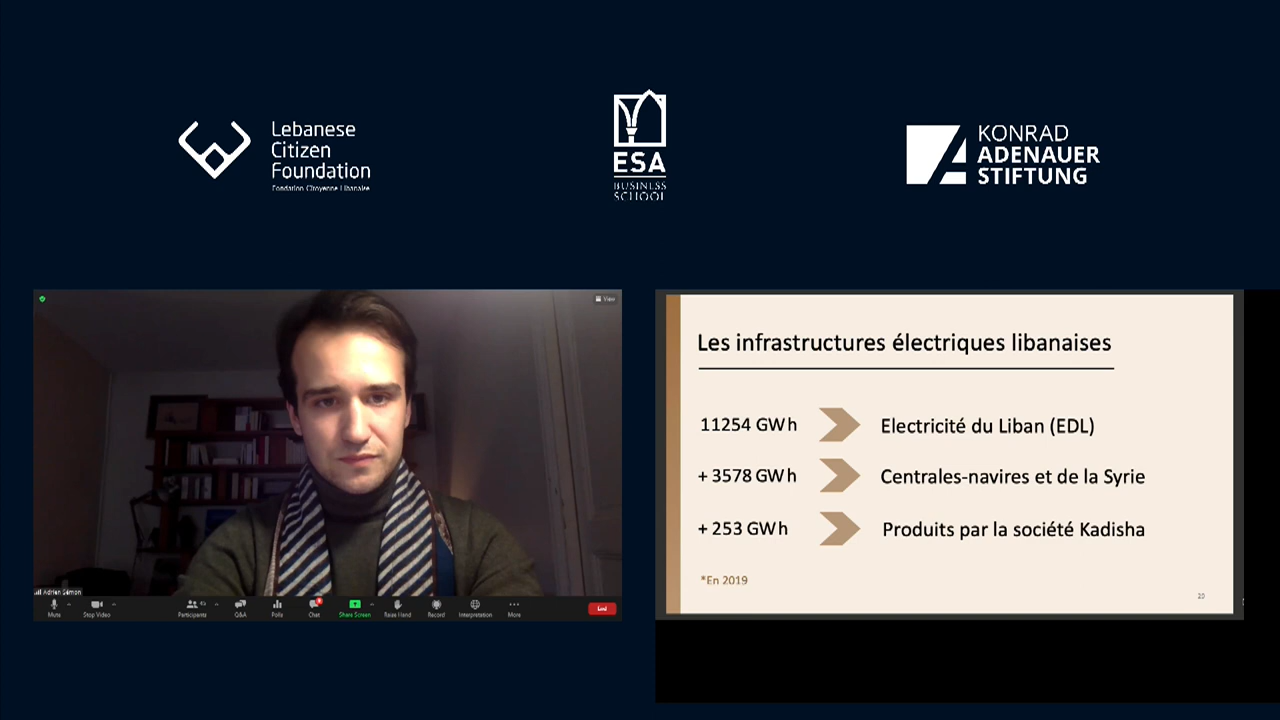 Lebanese
Citizen
Foundation
Fondation Citoyenne Libanaise
ESA
BUSINESS
SCHOOL
KONRAD
ADENAUER
STIFTUNG
View
Adrien Sémon
Mute
Stop Video
Participants
Q&A
Polls
Chat
Share Screen
Raise Hand
Record
Interpretation
More
End
Les infrastructures électriques libanaises
11254 GWh
Electricité du Liban (EDL)
+ 3578 GWh
Centrales-navires et de la Syrie
+ 253 GWh
Produits par la société Kadisha
*En 2019
20